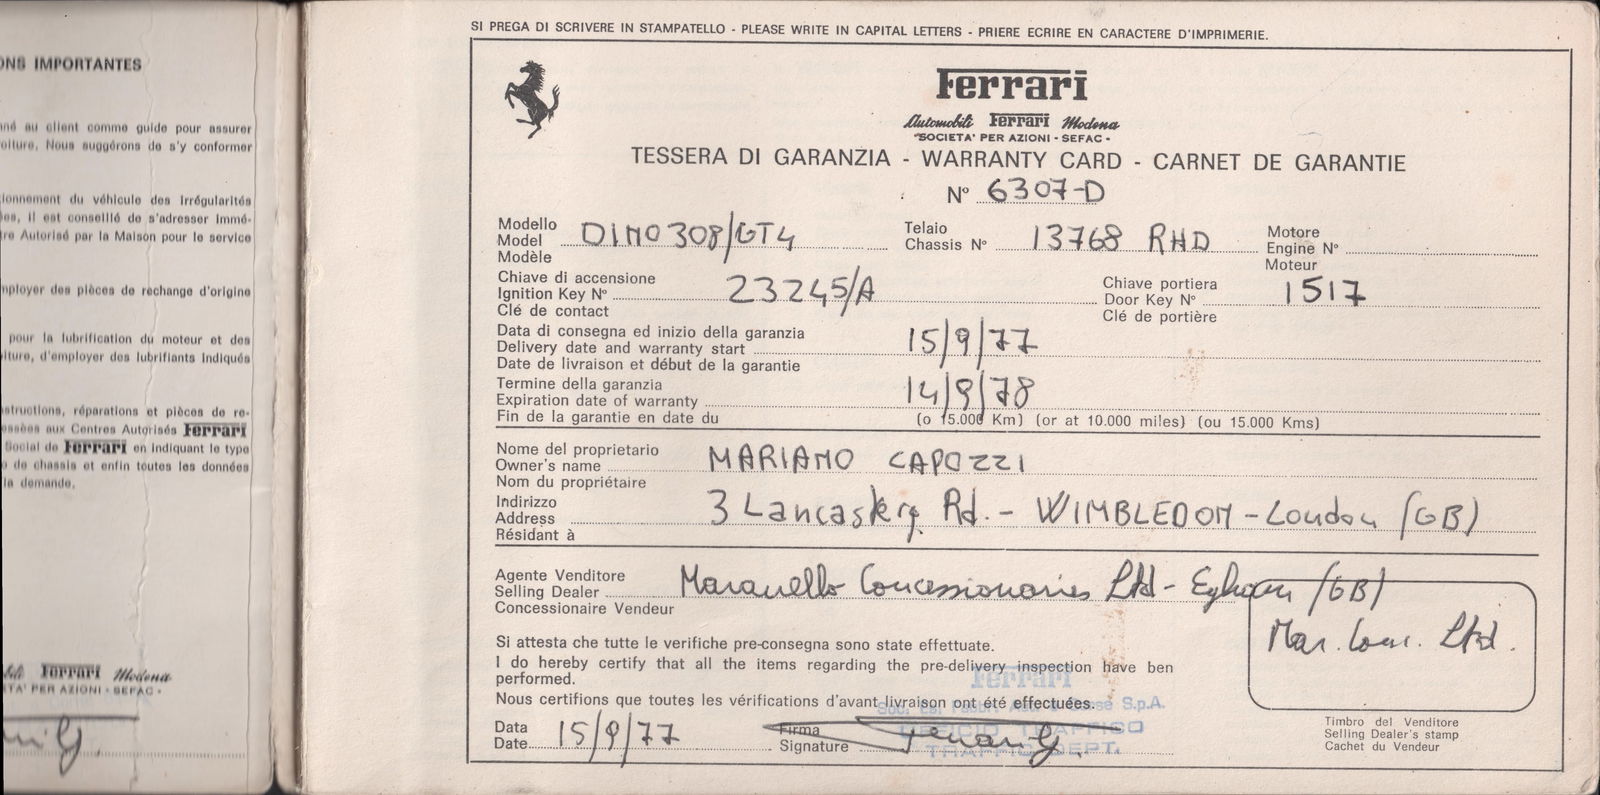 ONS IMPORTANTES
né au client comme guide pour assurer
oiture. Nous suggérons de s'y conformer
ionnement du véhicule des Irrégularités
es, il est conseillé de s'adresser immé-
tre Autorisé par la Maison pour le service
mployer des pièces de rechange d'origine
pour la lubrification du moteur et des
iture, d'employer des lubrifiants indiqués
structions, réparations et pièces de re-
essées aux Centres Autorisés Ferrari
Social de Ferrari en indiquant le type
o de chassis et enfin toutes les données
la demande.
bili Ferrari Modena
TA' PER AZIONI - SEFAC -
SI PREGA DI SCRIVERE IN STAMPATELLO - PLEASE WRITE IN CAPITAL LETTERS - PRIERE ECRIRE EN CARACTERE D'IMPRIMERIE.
Ferrari
Automobili Ferrari Modena
"SOCIETA' PER AZIONI - SEFAC -
TESSERA DI GARANZIA - WARRANTY CARD - CARNET DE GARANTIE
N° 6307-D
Modello
Model DINO 308/GT4
Modèle
Telaio
Chassis N° 13768 RHD
Motore
Engine N°
Moteur
Chiave di accensione
Ignition Key N° 23245/A
Clé de contact
Chiave portiera
Door Key N° 1517
Clé de portière
Data di consegna ed inizio della garanzia
Delivery date and warranty start 15/9/77
Date de livraison et début de la garantie
Termine della garanzia
Expiration date of warranty 14/9/78
Fin de la garantie en date du (o 15.000 Km) (or at 10.000 miles) (ou 15.000 Kms)
Nome del proprietario
Owner's name MARIANO CAPOZZI
Nom du propriétaire
Indirizzo
Address 3 Lancaster Rd. - WIMBLEDON - London (GB)
Résidant à
Agente Venditore
Selling Dealer Maranello Concessionaires Ltd - Egham (GB)
Concessionaire Vendeur
Mar. Conc. Ltd.
Si attesta che tutte le verifiche pre-consegna sono state effettuate.
I do hereby certify that all the items regarding the pre-delivery inspection have ben
performed.
Nous certifions que toutes les vérifications d'avant livraison ont été effectuées.
Ferrari
S.p.A.
UFFICIO TRAFFICO
TRAFFIC DEPT.
Data
Date 15/9/77
Firma
Signature
Timbro del Venditore
Selling Dealer's stamp
Cachet du Vendeur